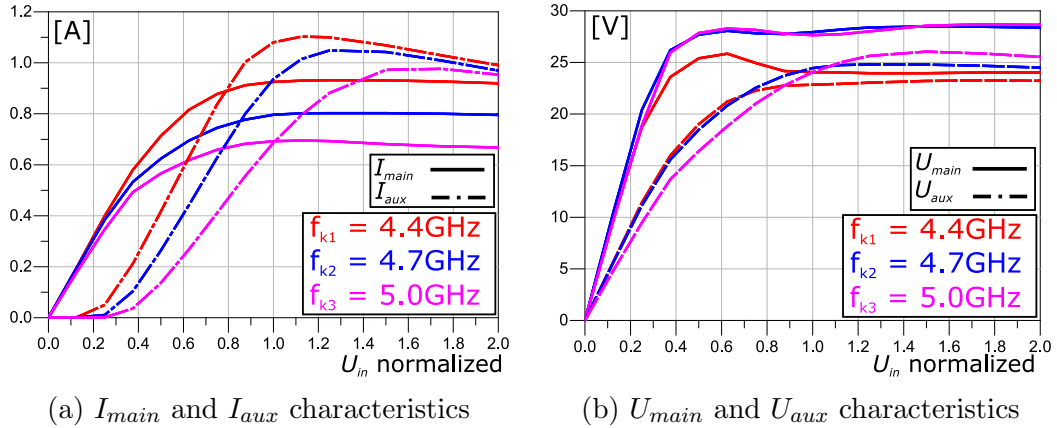 [A]
1.2
1.0
0.8
0.6
0.4
0.2
0.0
0.0 0.2 0.4 0.6 0.8 1.0 1.2 1.4 1.6 1.8 2.0
U_in normalized
I_main
I_aux
f_k1 = 4.4GHz
f_k2 = 4.7GHz
f_k3 = 5.0GHz
(a) I_main and I_aux characteristics
[V]
30
25
20
15
10
5
0
0.0 0.2 0.4 0.6 0.8 1.0 1.2 1.4 1.6 1.8 2.0
U_in normalized
U_main
U_aux
f_k1 = 4.4GHz
f_k2 = 4.7GHz
f_k3 = 5.0GHz
(b) U_main and U_aux characteristics